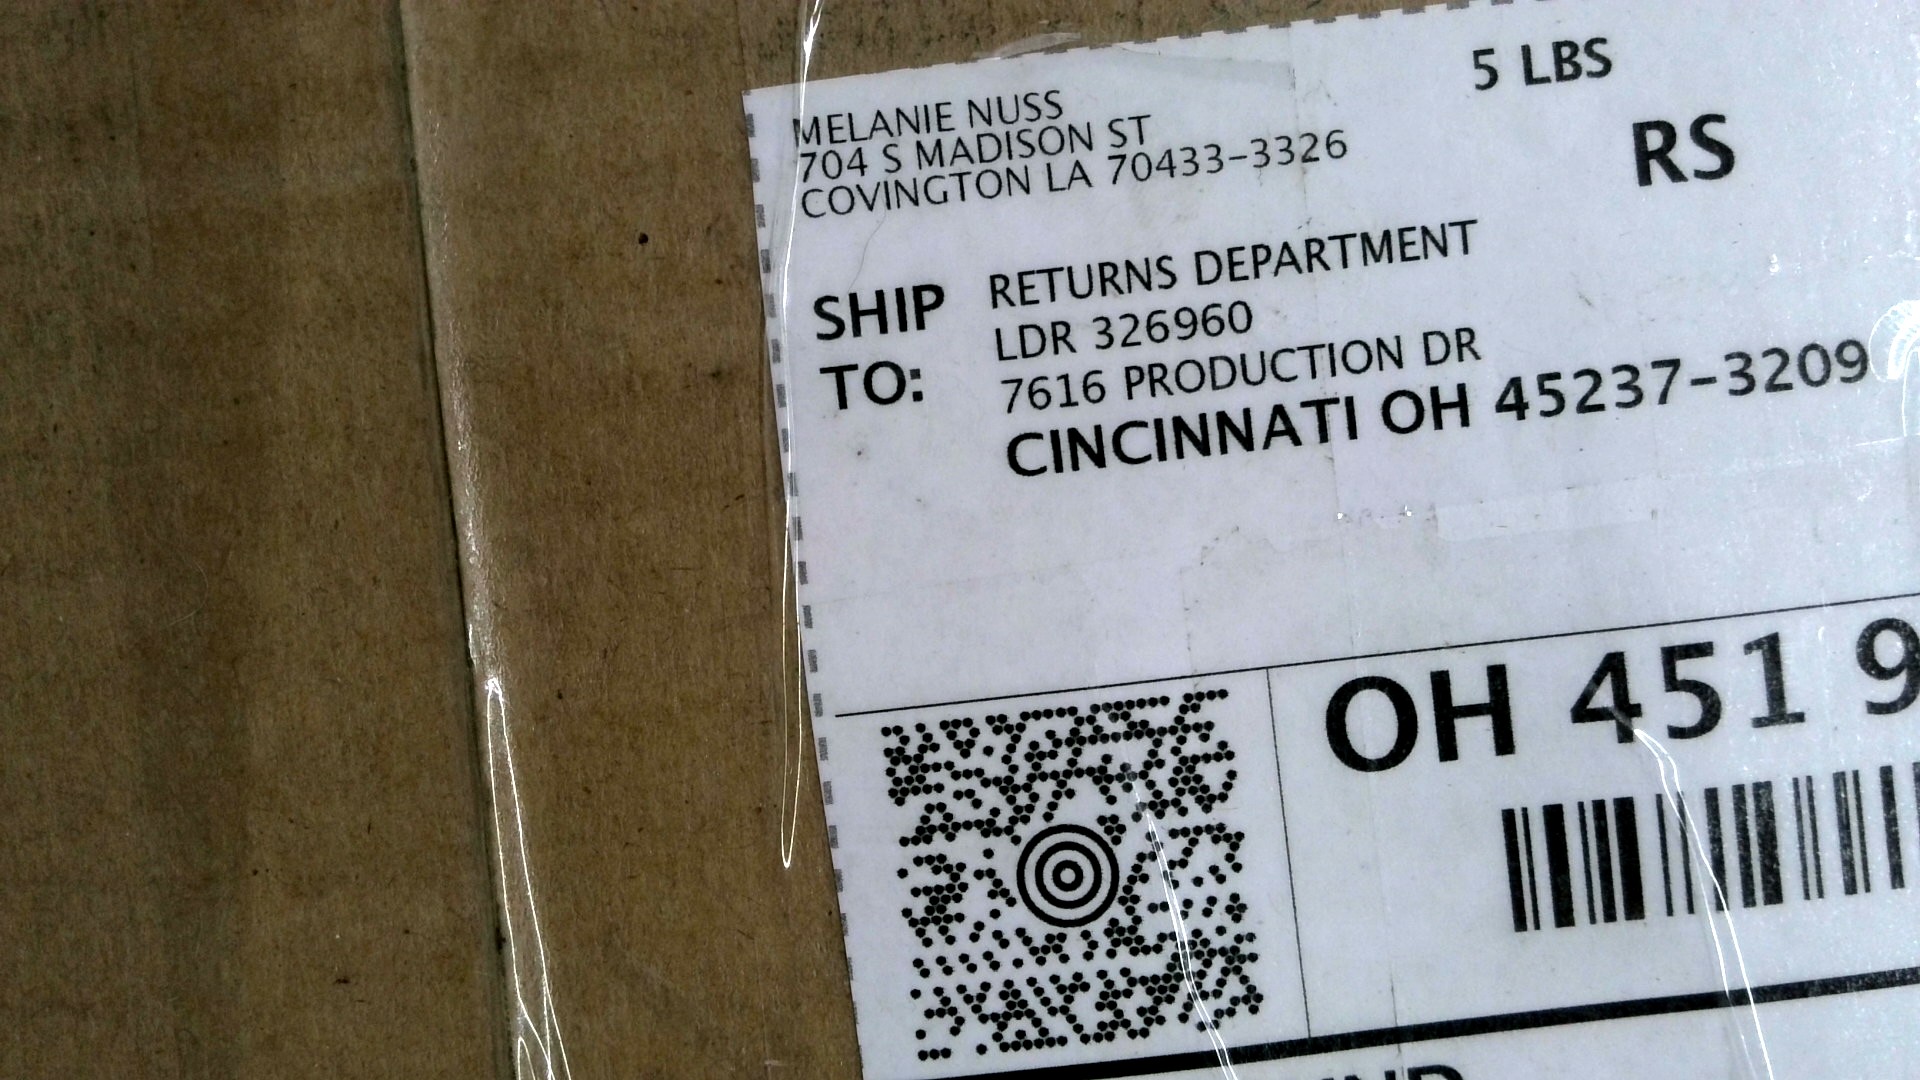 MELANIE NUSS
704 S MADISON ST
COVINGTON LA 70433-3326
5 LBS
RS
SHIP TO:
RETURNS DEPARTMENT
LDR 326960
7616 PRODUCTION DR
CINCINNATI OH 45237-3209
OH 451 9